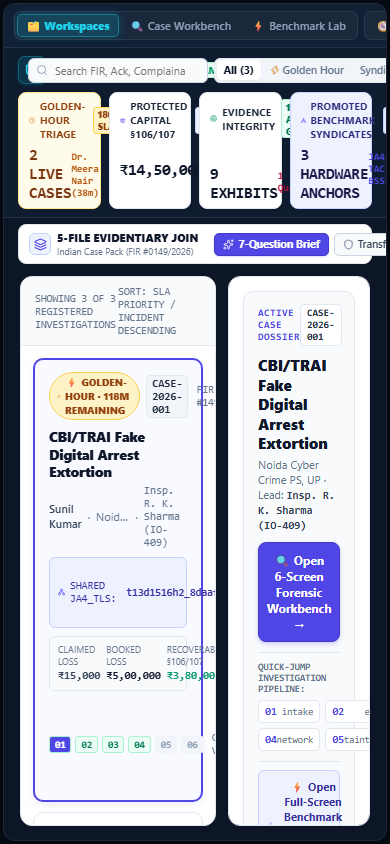 Workspaces
Case Workbench
Benchmark Lab
Search FIR, Ack, Complaina
All (3)
Golden Hour
Syndi
GOLDEN-
HOUR
TRIAGE
2
LIVE
CASES
Dr.
Meera
Nair
(38m)
PROTECTED
CAPITAL
§106/107
₹14,50,00
EVIDENCE
INTEGRITY
9
EXHIBITS
PROMOTED
BENCHMARK
SYNDICATES
3
HARDWARE
ANCHORS
5-FILE EVIDENTIARY JOIN
Indian Case Pack (FIR #0149/2026)
7-Question Brief
Transf
SHOWING 3 OF 3
REGISTERED
INVESTIGATIONS
SORT: SLA
PRIORITY /
INCIDENT
DESCENDING
GOLDEN-
HOUR · 118M
REMAINING
CASE-
2026-
001
FIR
#014
CBI/TRAI Fake
Digital Arrest
Extortion
Sunil
Kumar
· Noid... ·
Insp.
R. K.
Sharma
(IO-
409)
SHARED
JA4_TLS:
t13d1516h2_8daa
CLAIMED
LOSS
₹15,000
BOOKED
LOSS
₹5,00,000
RECOVERAB
§106/107
₹3,80,00
01 02 03 04 05 06
ACTIVE
CASE
DOSSIER
CASE-
2026-
001
CBI/TRAI
Fake
Digital
Arrest
Extortion
Noida Cyber
Crime PS, UP ·
Lead: Insp. R.
K. Sharma
(IO-409)
Open
6-Screen
Forensic
Workbench
→
QUICK-JUMP
INVESTIGATION
PIPELINE:
01 intake
02 e
04 network
05 taint
Open
Full-Screen
Benchmark